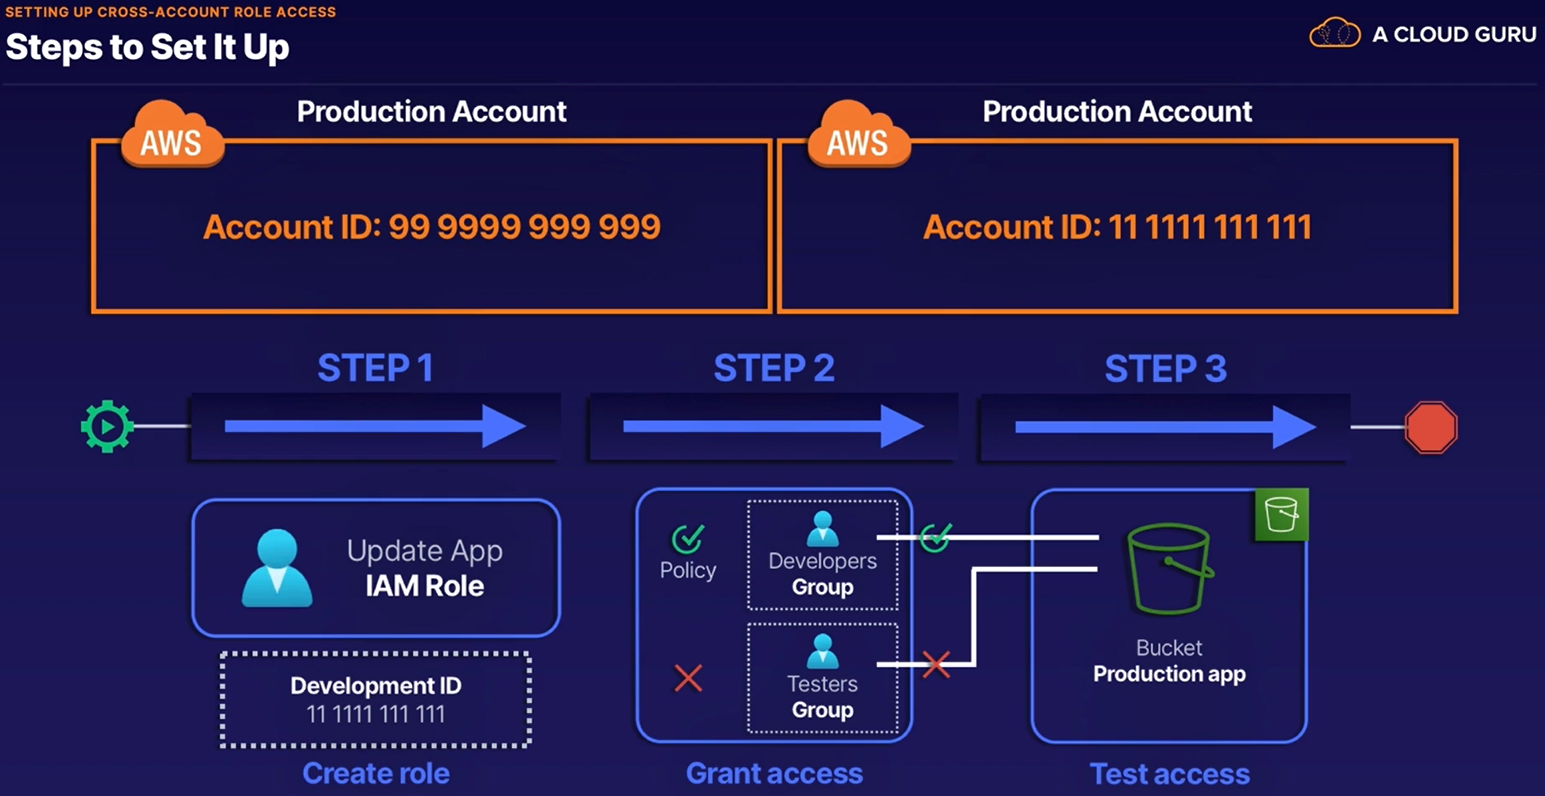 SETTING UP CROSS-ACCOUNT ROLE ACCESS
Steps to Set It Up
A CLOUD GURU
Production Account
AWS
Account ID: 99 9999 999 999
Production Account
AWS
Account ID: 11 1111 111 111
STEP 1
STEP 2
STEP 3
Update App
IAM Role
Development ID
11 1111 111 111
Create role
Policy
Developers
Group
Testers
Group
Grant access
Bucket
Production app
Test access